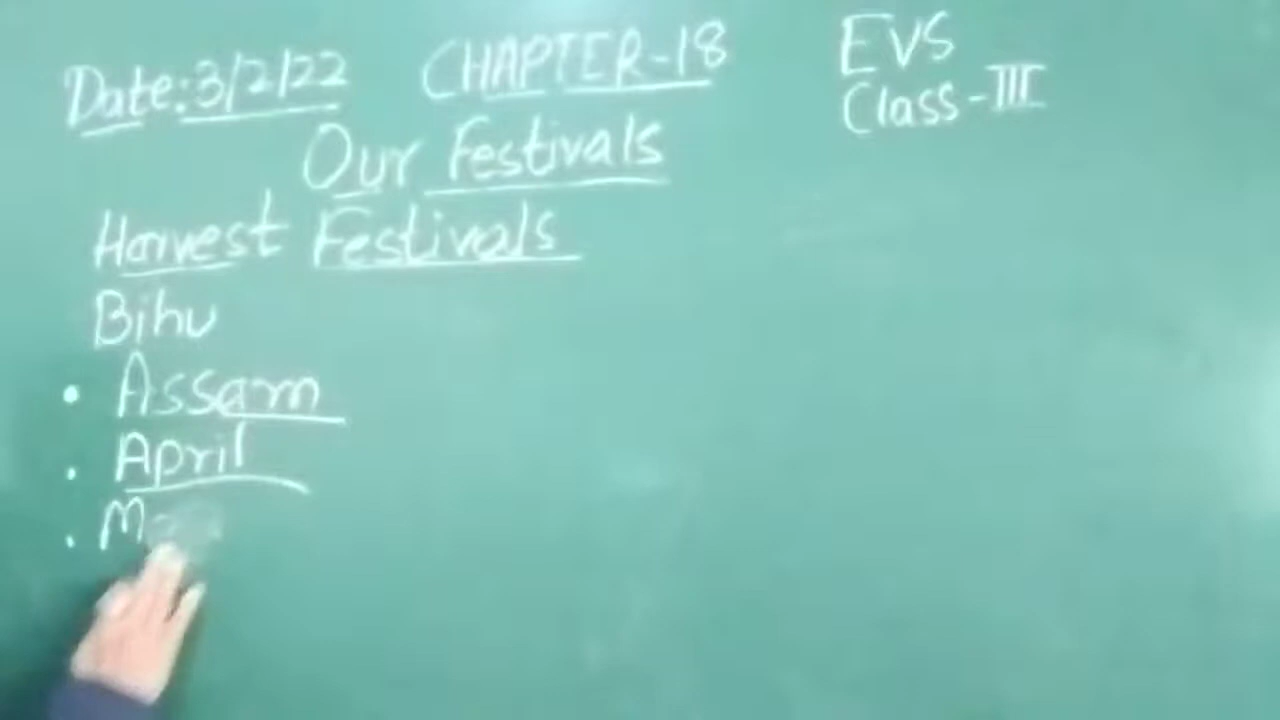 Date: 3/2/22 CHAPTER-18 EVS
Class-III
Our Festivals
Harvest Festivals
Bihu
• Assam
• April
• M